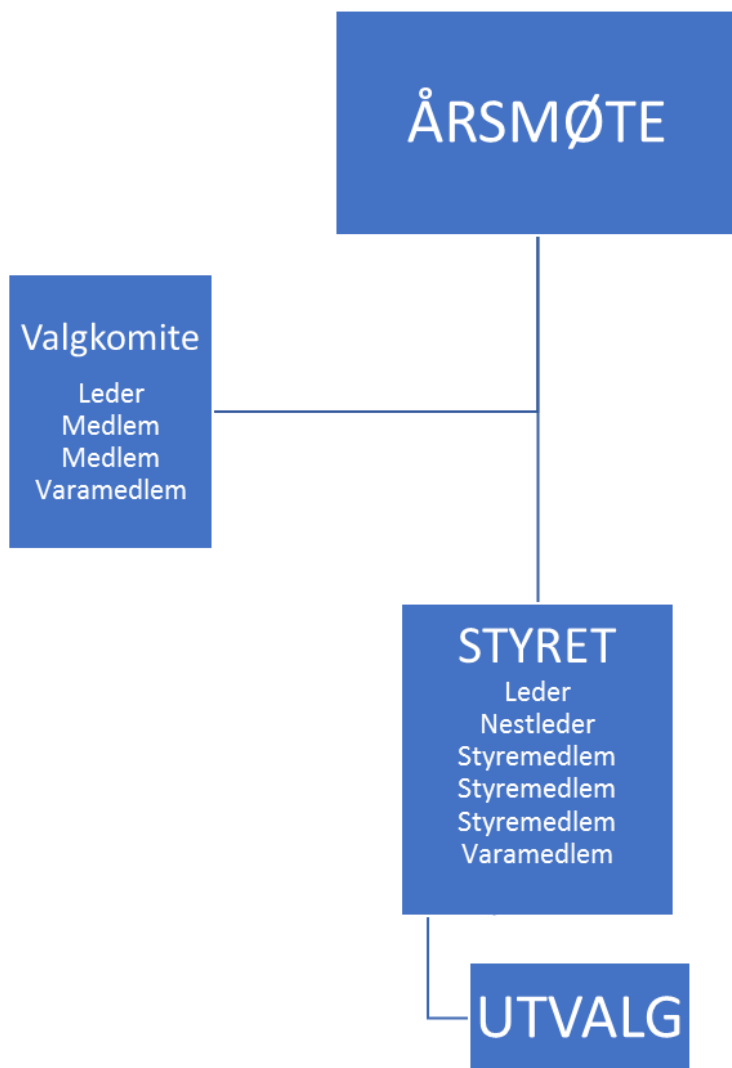 ÅRSMØTE
Valgkomite
Leder
Medlem
Medlem
Varamedlem
STYRET
Leder
Nestleder
Styremedlem
Styremedlem
Styremedlem
Varamedlem
UTVALG